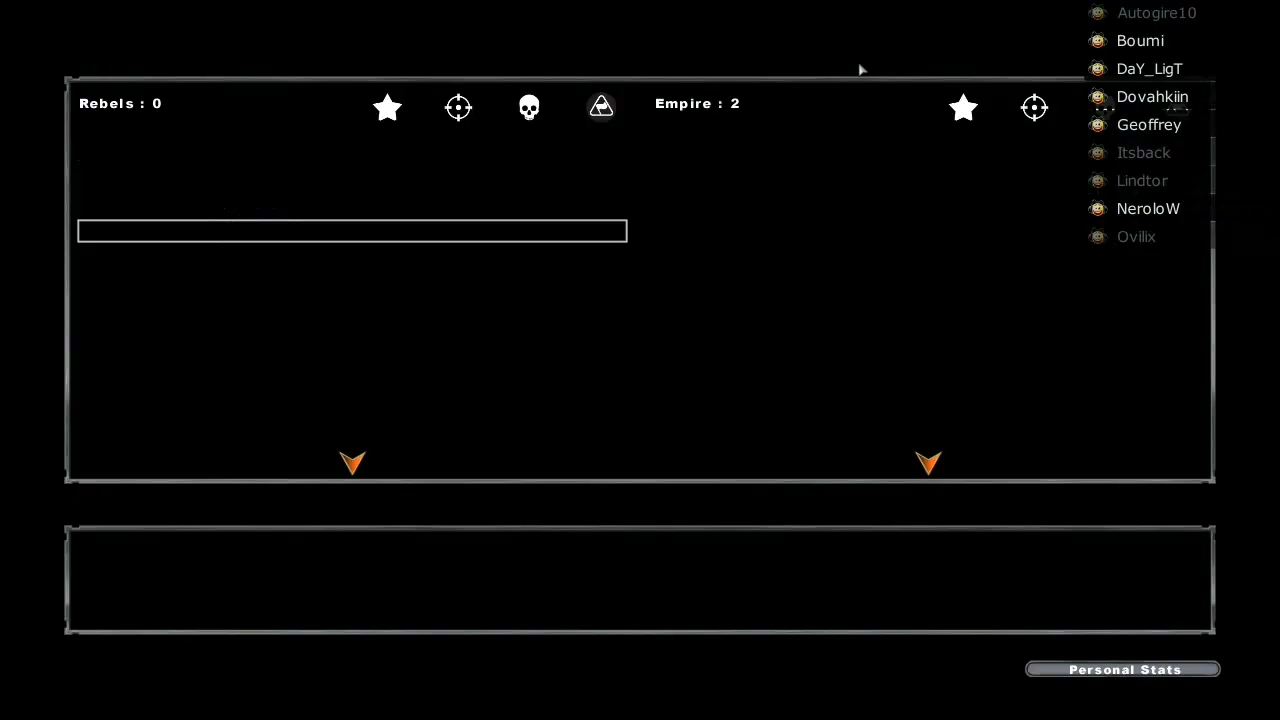 Autogire10
Boumi
DaY_LigT
Rebels : 0
Empire : 2
Dovahkiin
Geoffrey
Itsback
Lindtor
NeroloW
Ovilix
Personal Stats